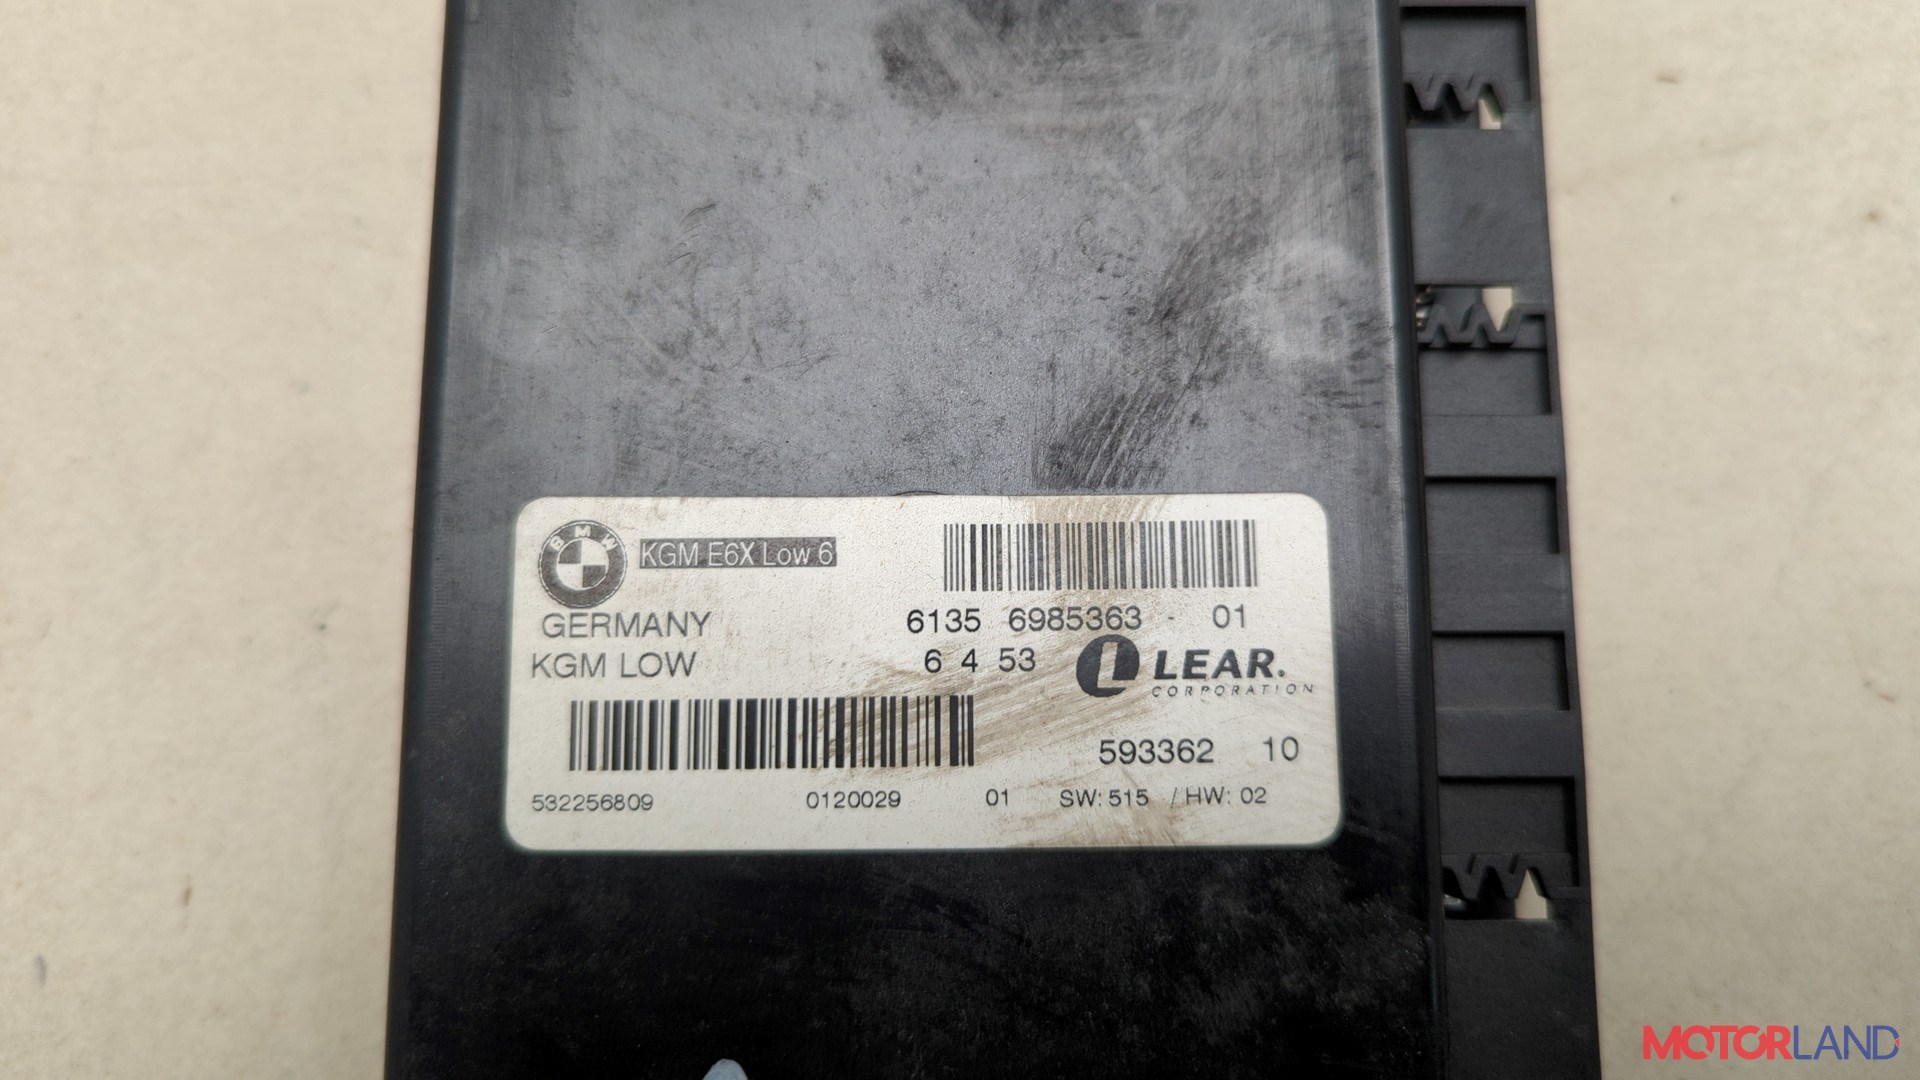 BMW
KGM E6X Low 6
GERMANY
6135 6985363 - 01
KGM LOW
6 4 53
LEAR.
CORPORATION
593362 10
532256809 0120029 01 SW: 515 / HW: 02
MOTORLAND